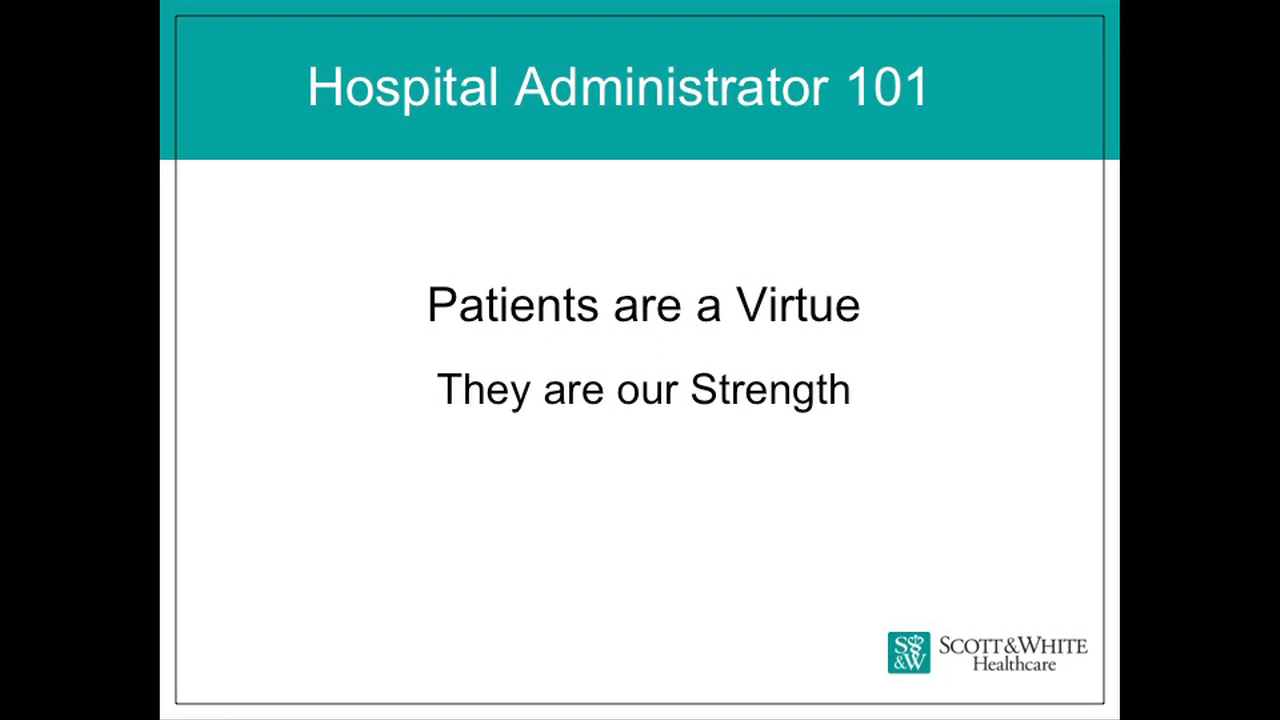 Hospital Administrator 101
Patients are a Virtue
They are our Strength
S&W SCOTT&WHITE
Healthcare